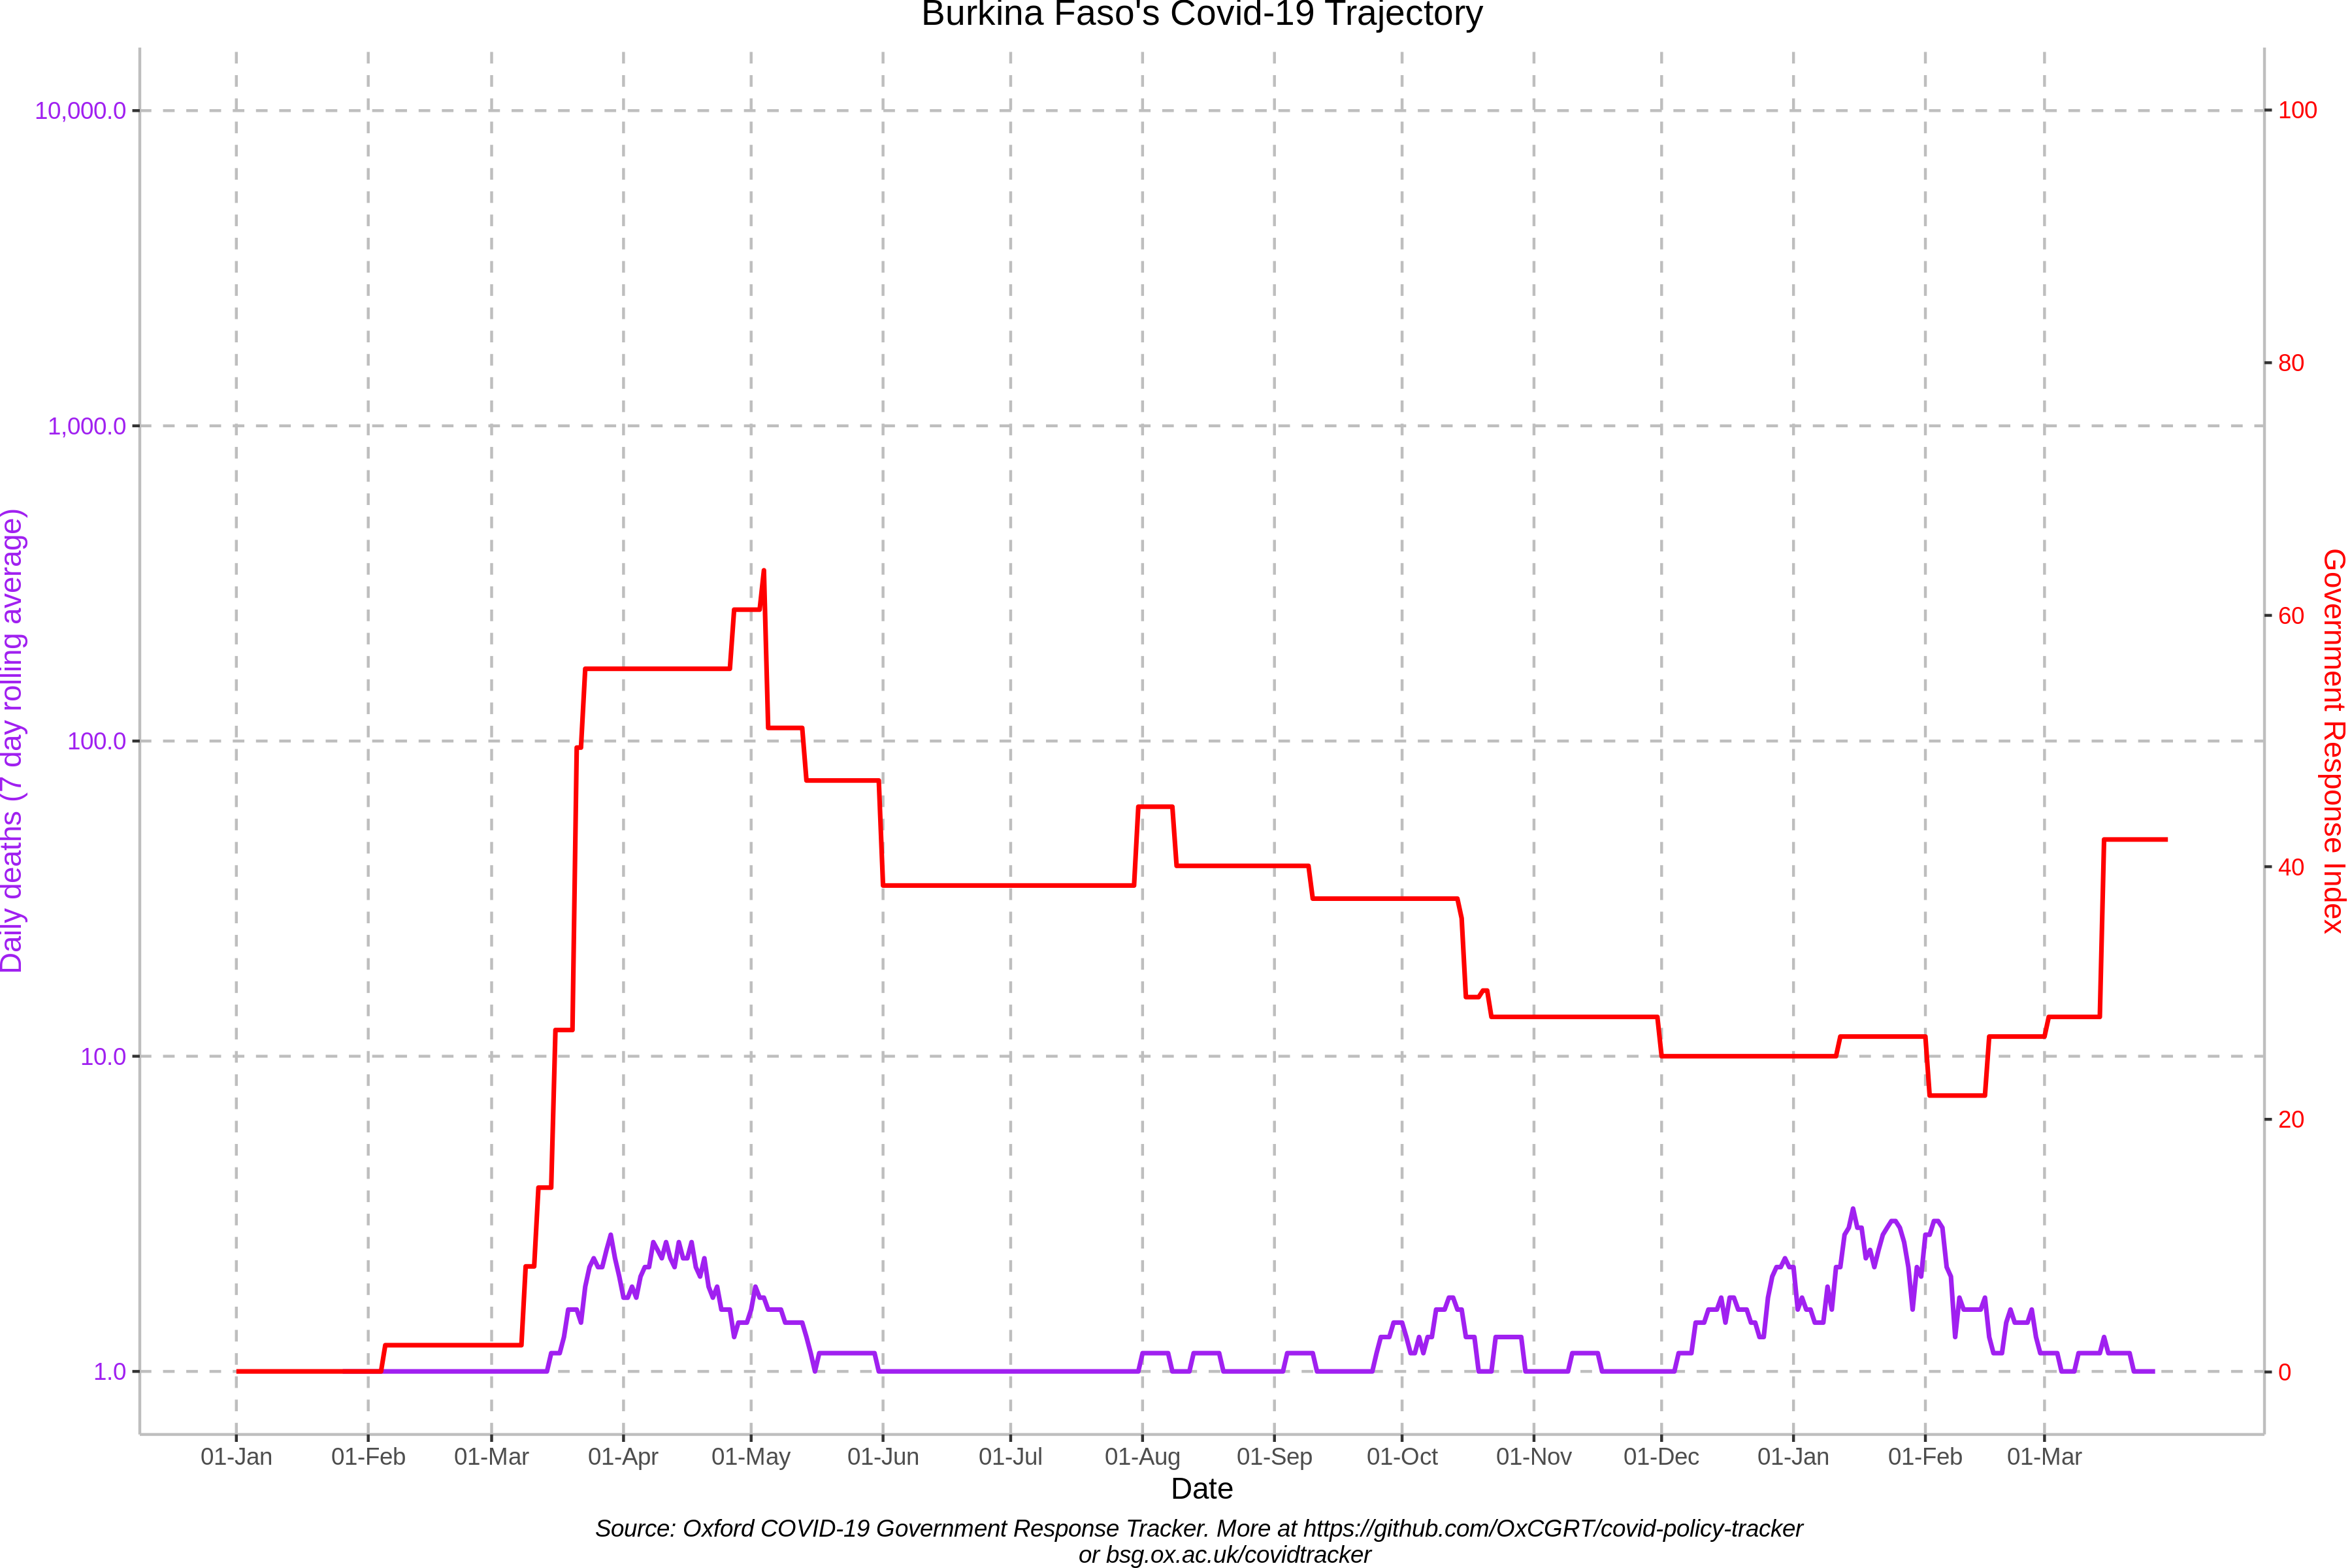 Burkina Faso's Covid-19 Trajectory
10,000.0
1,000.0
100.0
10.0
1.0
Daily deaths (7 day rolling average)
100
80
60
40
20
0
Government Response Index
01-Jan 01-Feb 01-Mar 01-Apr 01-May 01-Jun 01-Jul 01-Aug 01-Sep 01-Oct 01-Nov 01-Dec 01-Jan 01-Feb 01-Mar
Date
Source: Oxford COVID-19 Government Response Tracker. More at https://github.com/OxCGRT/covid-policy-tracker
or bsg.ox.ac.uk/covidtracker